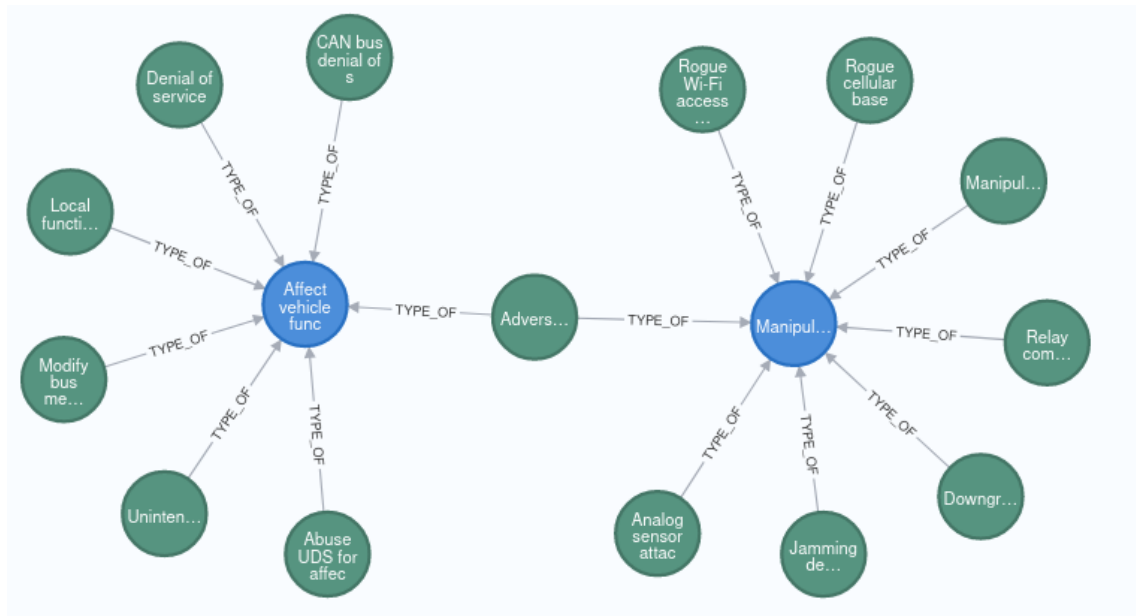 CAN bus
denial of
s
Denial of
service
Rogue
Wi-Fi
access
…
Rogue
cellular
base
TYPE_OF
TYPE_OF
TYPE_OF
TYPE_OF
Manipul…
Local
functi…
TYPE_OF
TYPE_OF
Affect
vehicle
func
TYPE_OF
Advers…
TYPE_OF
Manipul…
TYPE_OF
Relay
com…
Modify
bus
me…
TYPE_OF
TYPE_OF
TYPE_OF
TYPE_OF
TYPE_OF
TYPE_OF
Uninten…
Abuse
UDS for
affec
Analog
sensor
attac
Jamming
de…
Downgr…
TYPE_OF